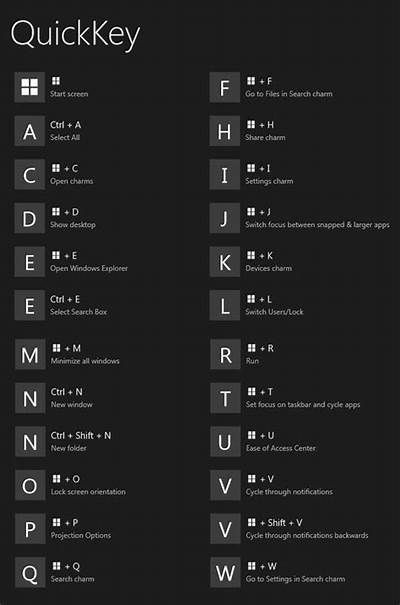 QuickKey
Start screen
A
Ctrl + A
Select All
C
+ C
Open charms
D
+ D
Show desktop
E
+ E
Open Windows Explorer
E
Ctrl + E
Select Search Box
M
+ M
Minimize all windows
N
Ctrl + N
New window
N
Ctrl + Shift + N
New folder
O
+ O
Lock screen orientation
P
+ P
Projection Options
Q
+ Q
Search charm
F
+ F
Go to Files in Search charm
H
+ H
Share charm
I
+ I
Settings charm
J
+ J
Switch focus between snapped & larger apps
K
+ K
Devices charm
L
+ L
Switch Users/Lock
R
+ R
Run
T
+ T
Set focus on taskbar and cycle apps
U
+ U
Ease of Access Center
V
+ V
Cycle through notifications
V
+ Shift + V
Cycle through notifications backwards
W
+ W
Go to Settings in Search charm